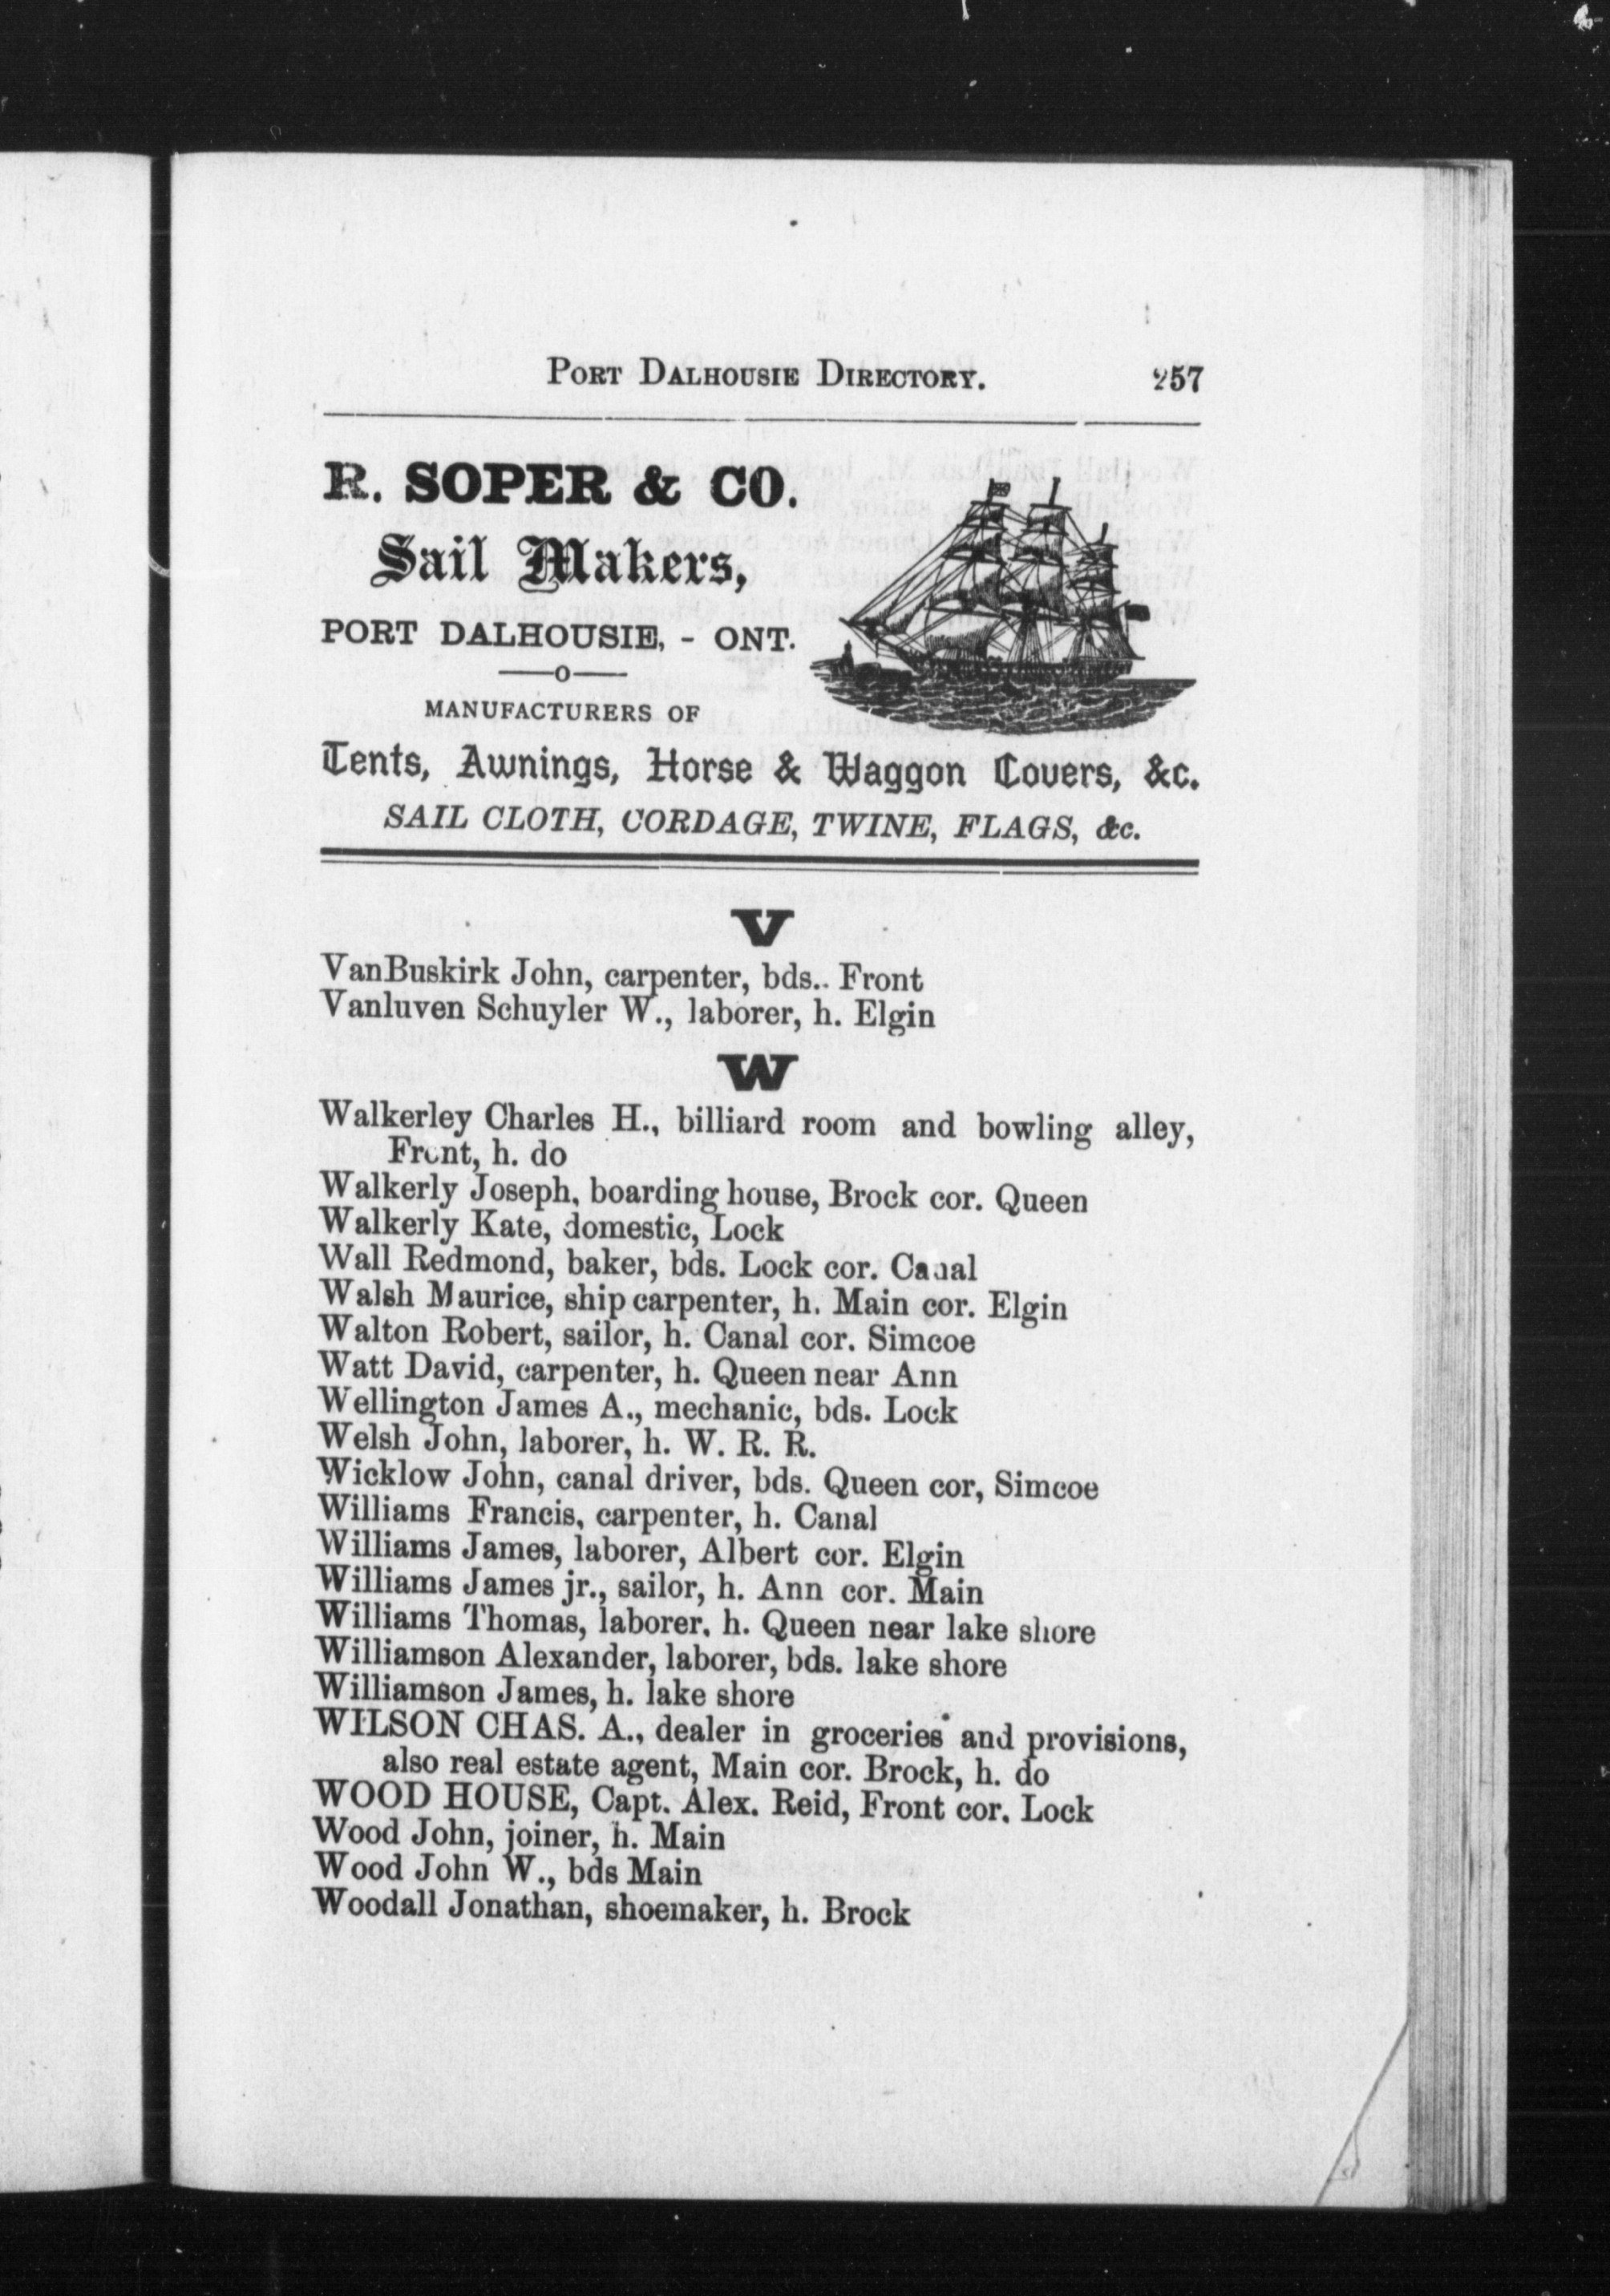 PORT DALHOUSIE DIRECTORY. 257
R. SOPER & CO.
Sail Makers,
PORT DALHOUSIE, - ONT.
—o—
MANUFACTURERS OF
Tents, Awnings, Horse & Waggon Covers, &c.
SAIL CLOTH, CORDAGE, TWINE, FLAGS, &c.
V
VanBuskirk John, carpenter, bds.. Front
Vanluven Schuyler W., laborer, h. Elgin
W
Walkerley Charles H., billiard room and bowling alley,
Front, h. do
Walkerly Joseph, boarding house, Brock cor. Queen
Walkerly Kate, domestic, Lock
Wall Redmond, baker, bds. Lock cor. Canal
Walsh Maurice, ship carpenter, h. Main cor. Elgin
Walton Robert, sailor, h. Canal cor. Simcoe
Watt David, carpenter, h. Queen near Ann
Wellington James A., mechanic, bds. Lock
Welsh John, laborer, h. W. R. R.
Wicklow John, canal driver, bds. Queen cor, Simcoe
Williams Francis, carpenter, h. Canal
Williams James, laborer, Albert cor. Elgin
Williams James jr., sailor, h. Ann cor. Main
Williams Thomas, laborer, h. Queen near lake shore
Williamson Alexander, laborer, bds. lake shore
Williamson James, h. lake shore
WILSON CHAS. A., dealer in groceries and provisions,
also real estate agent, Main cor. Brock, h. do
WOOD HOUSE, Capt. Alex. Reid, Front cor. Lock
Wood John, joiner, h. Main
Wood John W., bds Main
Woodall Jonathan, shoemaker, h. Brock